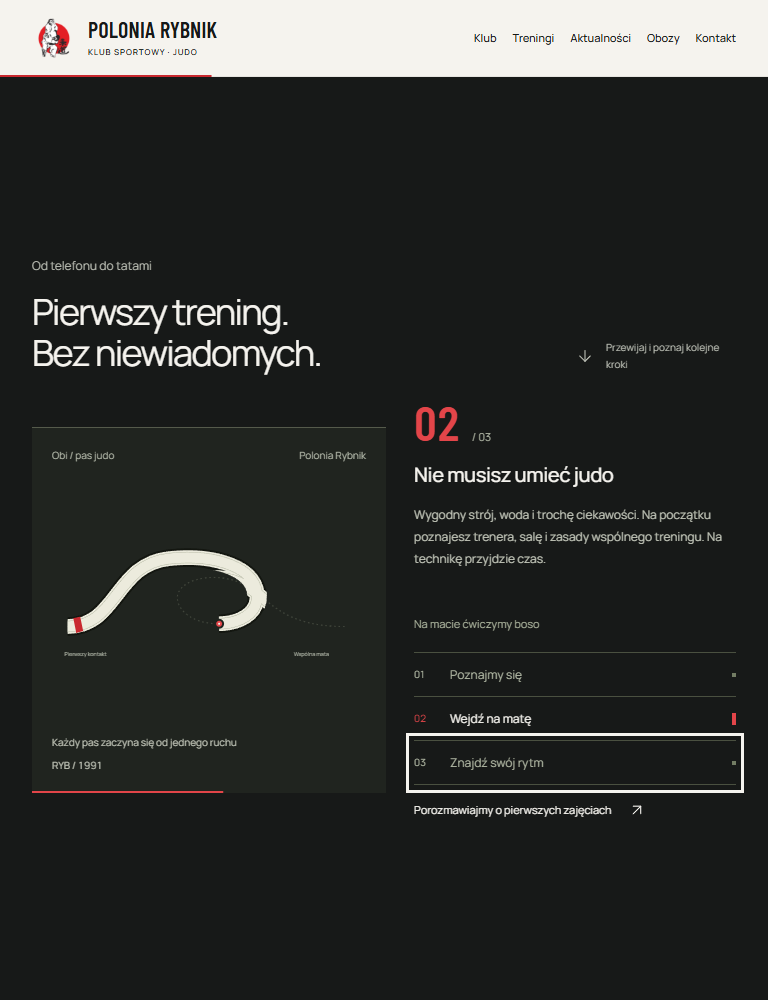 POLONIA RYBNIK
KLUB SPORTOWY · JUDO
Klub
Treningi
Aktualności
Obozy
Kontakt
Od telefonu do tatami
Pierwszy trening.
Bez niewiadomych.
Przewijaj i poznaj kolejne
kroki
Obi / pas judo
Polonia Rybnik
Pierwszy kontakt
Wspólna mata
Każdy pas zaczyna się od jednego ruchu
RYB / 1991
02 / 03
Nie musisz umieć judo
Wygodny strój, woda i trochę ciekawości. Na początku
poznajesz trenera, salę i zasady wspólnego treningu. Na
technikę przyjdzie czas.
Na macie ćwiczymy boso
01 Poznajmy się
02 Wejdź na matę
03 Znajdź swój rytm
Porozmawiajmy o pierwszych zajęciach